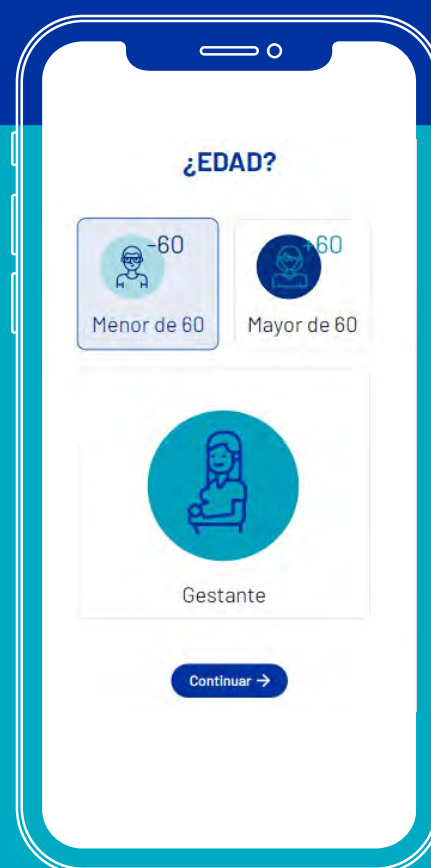 ¿EDAD?
-60
+60
Menor de 60
Mayor de 60
Gestante
Continuar →